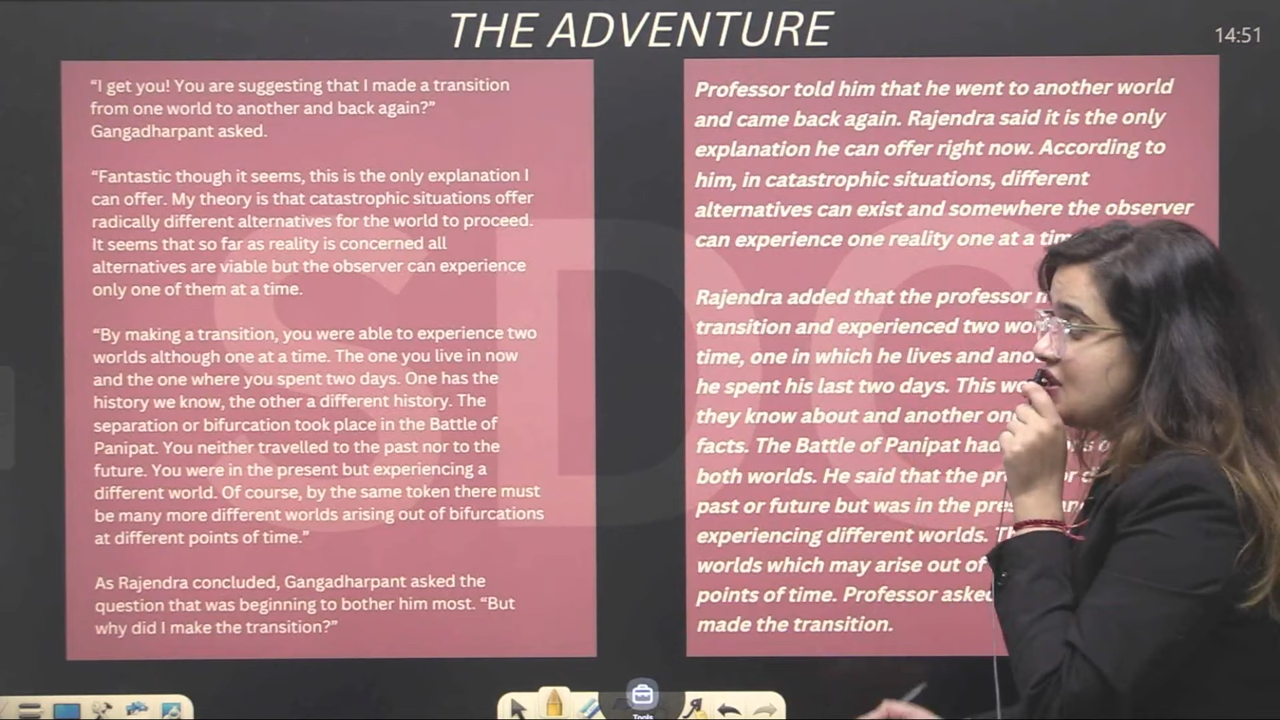 THE ADVENTURE
14:51
“I get you! You are suggesting that I made a transition
from one world to another and back again?”
Gangadharpant asked.
“Fantastic though it seems, this is the only explanation I
can offer. My theory is that catastrophic situations offer
radically different alternatives for the world to proceed.
It seems that so far as reality is concerned all
alternatives are viable but the observer can experience
only one of them at a time.
“By making a transition, you were able to experience two
worlds although one at a time. The one you live in now
and the one where you spent two days. One has the
history we know, the other a different history. The
separation or bifurcation took place in the Battle of
Panipat. You neither travelled to the past nor to the
future. You were in the present but experiencing a
different world. Of course, by the same token there must
be many more different worlds arising out of bifurcations
at different points of time.”
As Rajendra concluded, Gangadharpant asked the
question that was beginning to bother him most. “But
why did I make the transition?”
Professor told him that he went to another world
and came back again. Rajendra said it is the only
explanation he can offer right now. According to
him, in catastrophic situations, different
alternatives can exist and somewhere the observer
can experience one reality one at a
Rajendra added that the professor
transition and experienced two
time, one in which he lives and
he spent his last two days. This
they know about and another
facts. The Battle of Panipat had
both worlds. He said that the
past or future but was in the
experiencing different worlds.
worlds which may arise out of
points of time. Professor asked
made the transition.
SDC
Tools